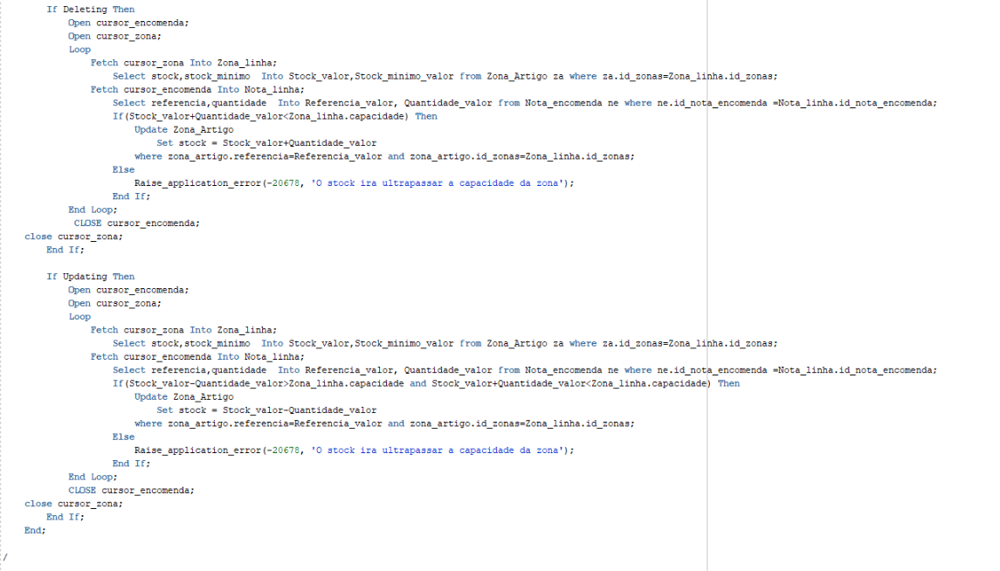 If Deleting Then
Open cursor_encomenda;
Open cursor_zona;
Loop
Fetch cursor_zona Into Zona_linha;
Select stock,stock_minimo  Into Stock_valor,Stock_minimo_valor from Zona_Artigo za where za.id_zonas=Zona_linha.id_zonas;
Fetch cursor_encomenda Into Nota_linha;
Select referencia,quantidade  Into Referencia_valor, Quantidade_valor from Nota_encomenda ne where ne.id_nota_encomenda =Nota_linha.id_nota_encomenda;
If(Stock_valor+Quantidade_valor<Zona_linha.capacidade) Then
Update Zona_Artigo
Set stock = Stock_valor+Quantidade_valor
where zona_artigo.referencia=Referencia_valor and zona_artigo.id_zonas=Zona_linha.id_zonas;
Else
Raise_application_error(-20678, 'O stock ira ultrapassar a capacidade da zona');
End If;
End Loop;
CLOSE cursor_encomenda;
close cursor_zona;
End If;
If Updating Then
Open cursor_encomenda;
Open cursor_zona;
Loop
Fetch cursor_zona Into Zona_linha;
Select stock,stock_minimo  Into Stock_valor,Stock_minimo_valor from Zona_Artigo za where za.id_zonas=Zona_linha.id_zonas;
Fetch cursor_encomenda Into Nota_linha;
Select referencia,quantidade  Into Referencia_valor, Quantidade_valor from Nota_encomenda ne where ne.id_nota_encomenda =Nota_linha.id_nota_encomenda;
If(Stock_valor-Quantidade_valor>Zona_linha.capacidade and Stock_valor+Quantidade_valor<Zona_linha.capacidade) Then
Update Zona_Artigo
Set stock = Stock_valor-Quantidade_valor
where zona_artigo.referencia=Referencia_valor and zona_artigo.id_zonas=Zona_linha.id_zonas;
Else
Raise_application_error(-20678, 'O stock ira ultrapassar a capacidade da zona');
End If;
End Loop;
CLOSE cursor_encomenda;
close cursor_zona;
End If;
End;
/